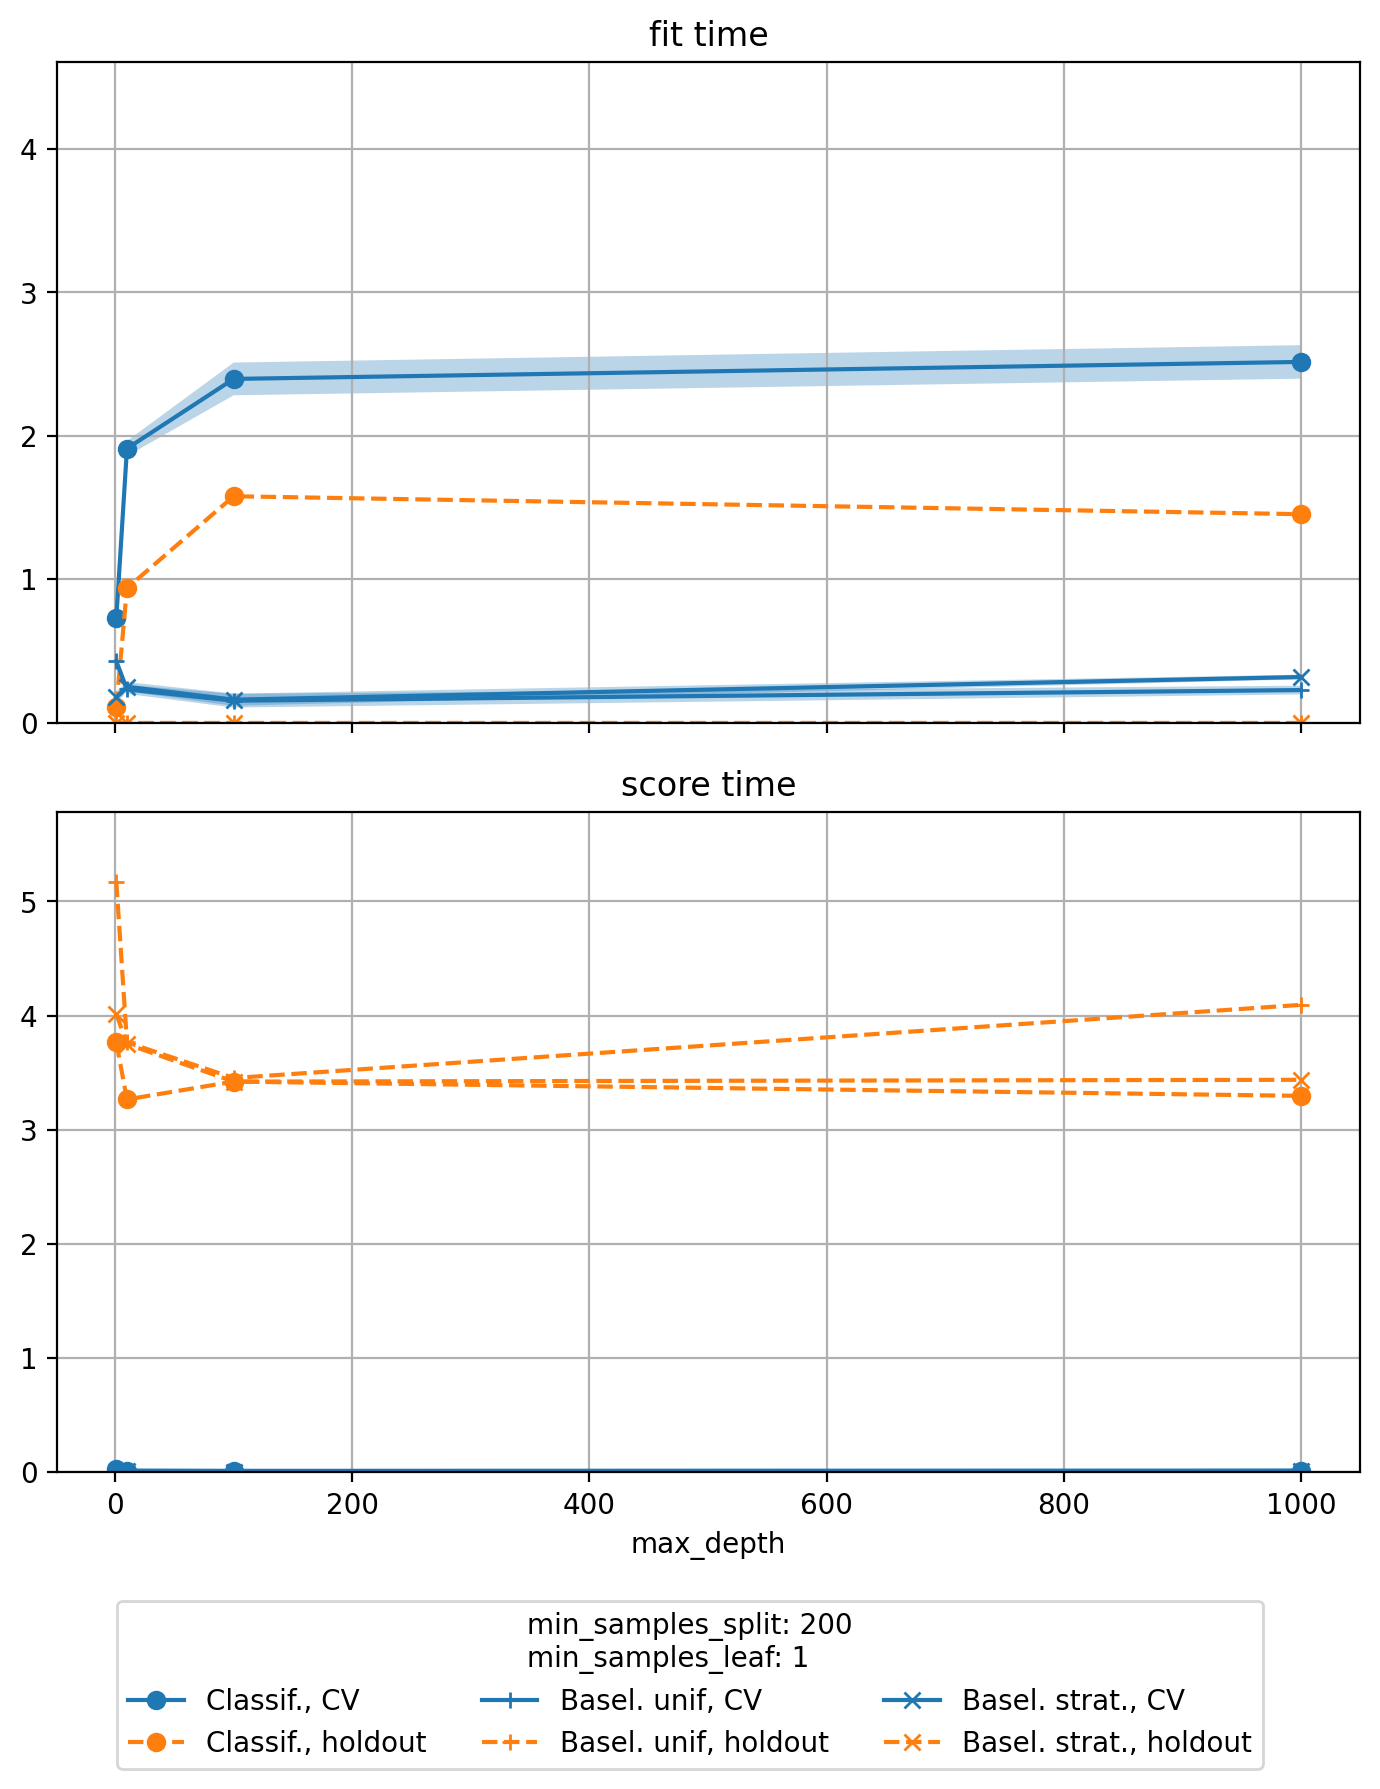 fit time
4
3
2
1
0
score time
5
4
3
2
1
0
0 200 400 600 800 1000
max_depth
min_samples_split: 200
min_samples_leaf: 1
Classif., CV Basel. unif, CV Basel. strat., CV
Classif., holdout Basel. unif, holdout Basel. strat., holdout